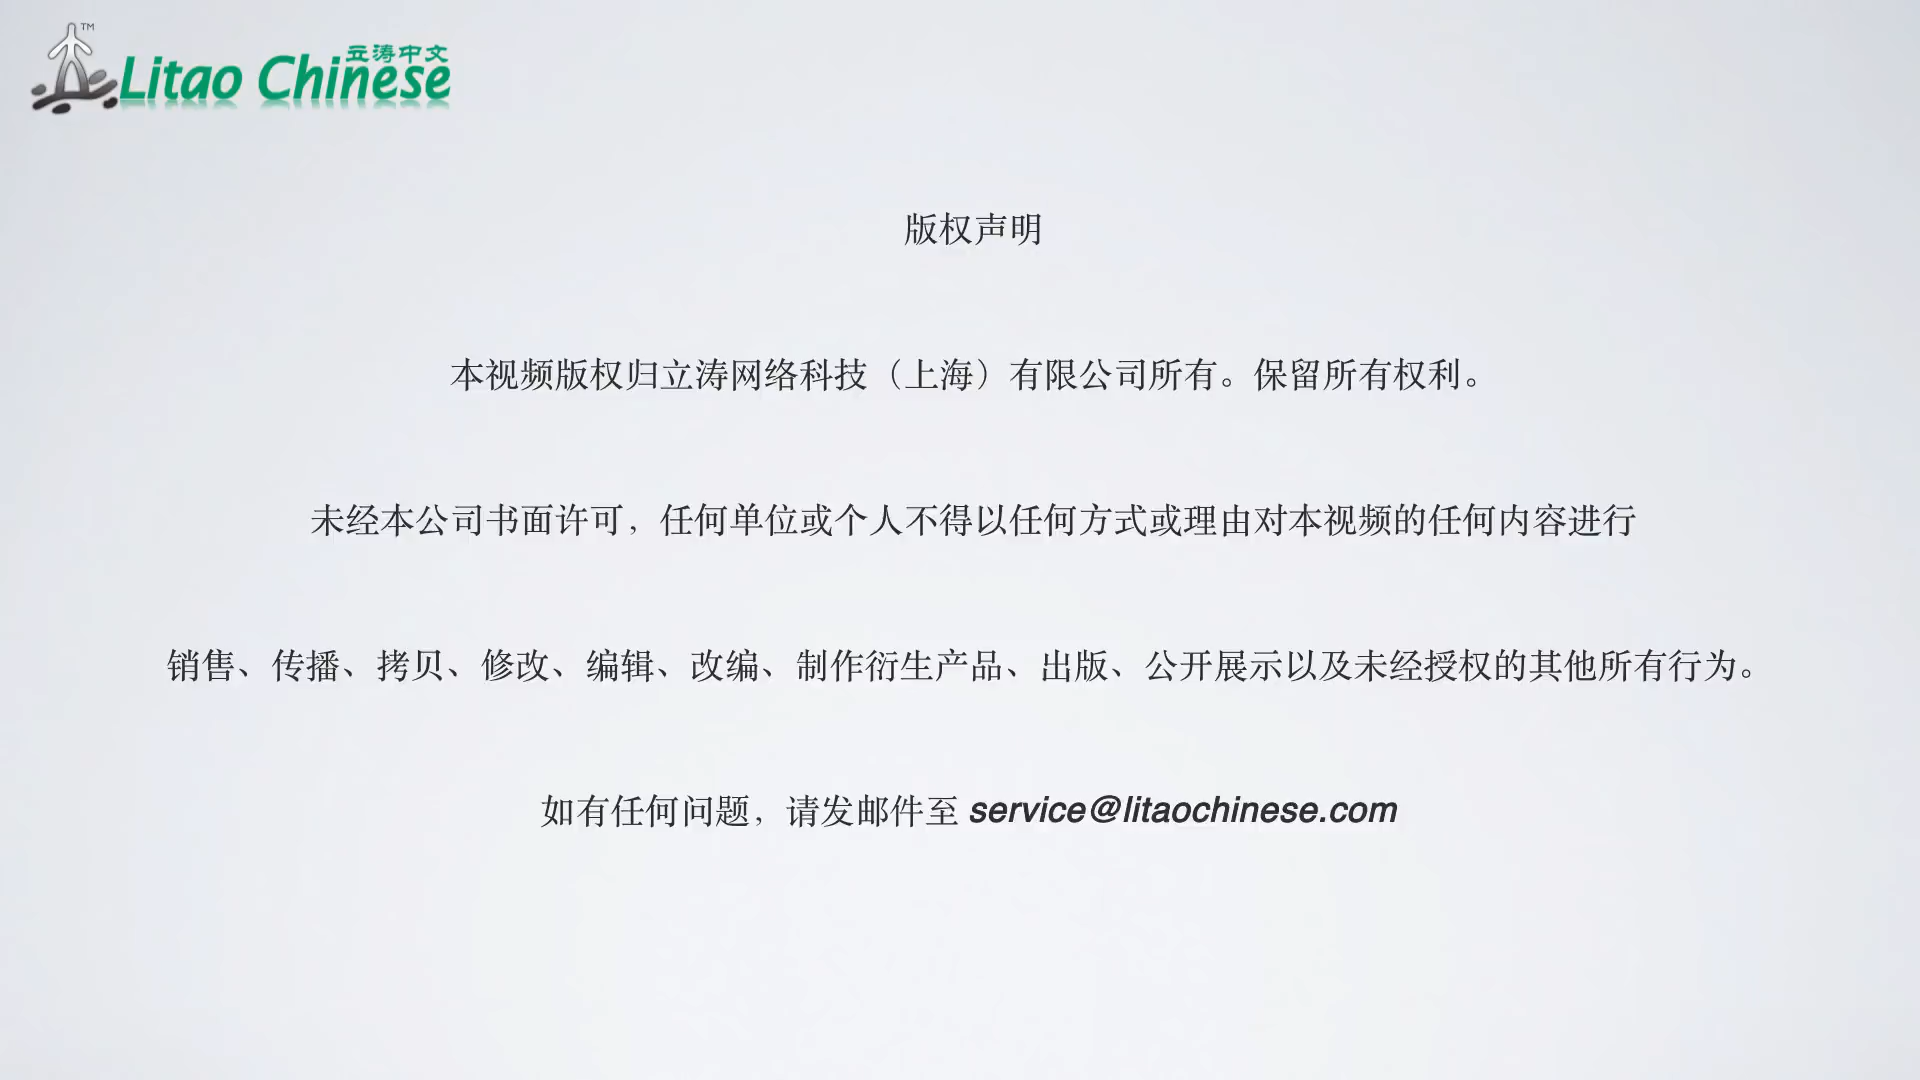 TM
立涛中文
Litao Chinese
版权声明
本视频版权归立涛网络科技（上海）有限公司所有。保留所有权利。
未经本公司书面许可，任何单位或个人不得以任何方式或理由对本视频的任何内容进行
销售、传播、拷贝、修改、编辑、改编、制作衍生产品、出版、公开展示以及未经授权的其他所有行为。
如有任何问题，请发邮件至 service@litaochinese.com